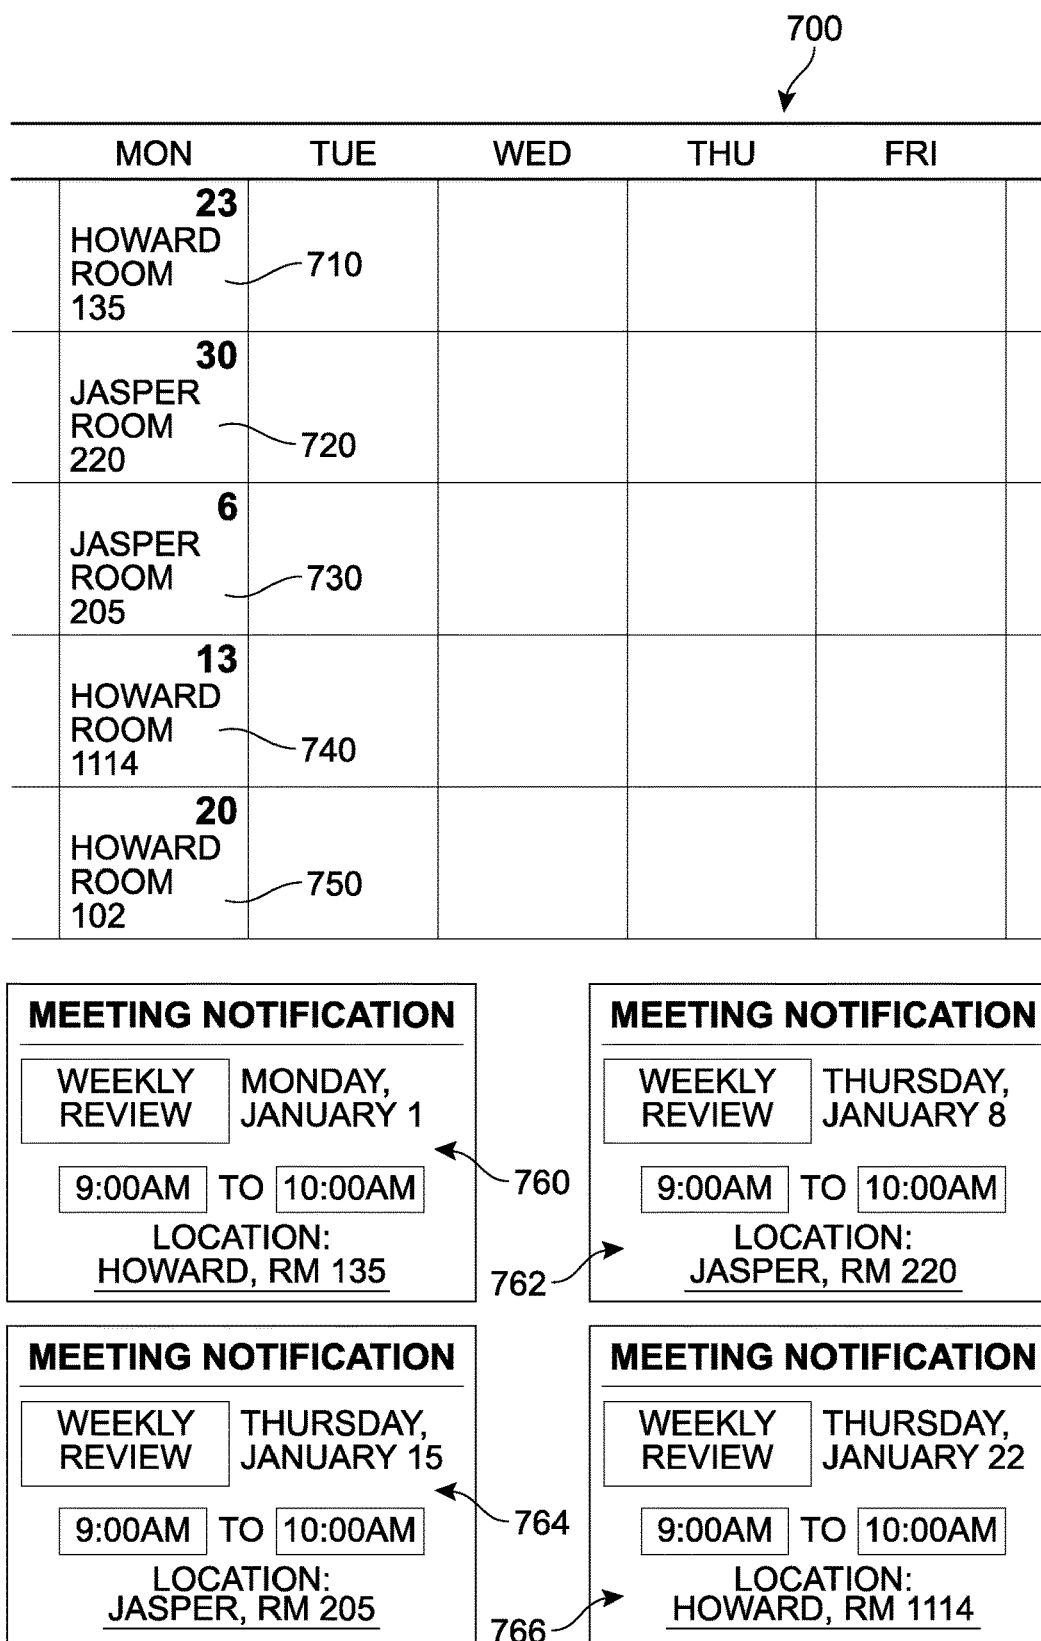 700
MON TUE WED THU FRI
23
HOWARD
ROOM
135
710
30
JASPER
ROOM
220
720
6
JASPER
ROOM
205
730
13
HOWARD
ROOM
1114
740
20
HOWARD
ROOM
102
750
MEETING NOTIFICATION
WEEKLY
REVIEW
MONDAY,
JANUARY 1
9:00AM TO 10:00AM
LOCATION:
HOWARD, RM 135
760
MEETING NOTIFICATION
WEEKLY
REVIEW
THURSDAY,
JANUARY 8
9:00AM TO 10:00AM
LOCATION:
JASPER, RM 220
762
MEETING NOTIFICATION
WEEKLY
REVIEW
THURSDAY,
JANUARY 15
9:00AM TO 10:00AM
LOCATION:
JASPER, RM 205
764
MEETING NOTIFICATION
WEEKLY
REVIEW
THURSDAY,
JANUARY 22
9:00AM TO 10:00AM
LOCATION:
HOWARD, RM 1114
766